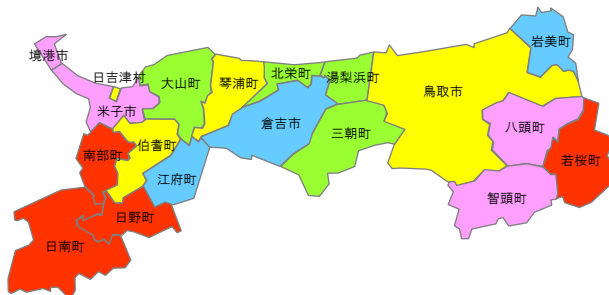 境港市
日吉津村
米子市
大山町
琴浦町
北栄町
湯梨浜町
鳥取市
岩美町
八頭町
若桜町
智頭町
倉吉市
三朝町
伯耆町
南部町
江府町
日野町
日南町